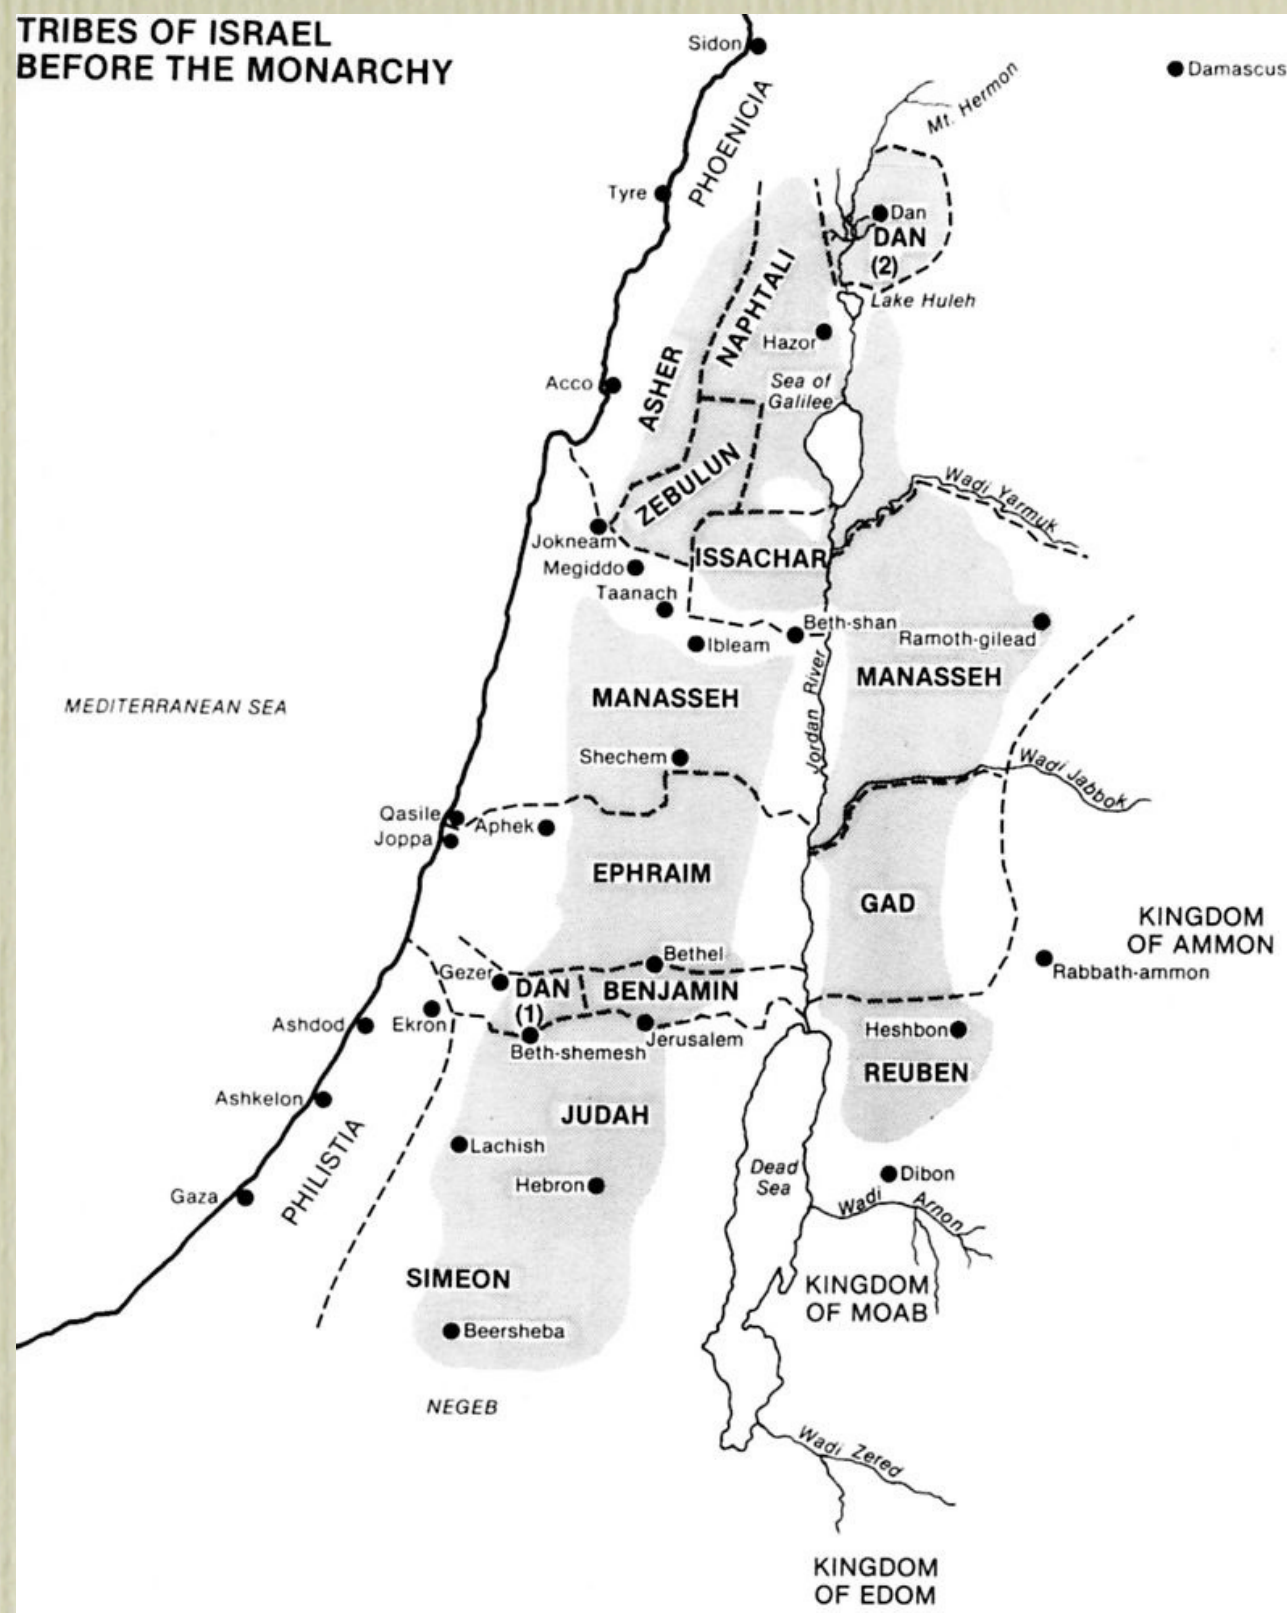 TRIBES OF ISRAEL
BEFORE THE MONARCHY
Sidon
Damascus
Mt. Hermon
PHOENICIA
Tyre
Dan
DAN
(2)
Lake Huleh
NAPHTALI
Hazor
ASHER
Acco
Sea of
Galilee
ZEBULUN
Wadi Yarmuk
Jokneam
ISSACHAR
Megiddo
Taanach
Beth-shan
Ibleam
Ramoth-gilead
MANASSEH
MANASSEH
MEDITERRANEAN SEA
Jordan River
Shechem
Wadi Jabbok
Qasile
Aphek
Joppa
EPHRAIM
GAD
KINGDOM
OF AMMON
Bethel
Gezer
Rabbath-ammon
DAN
(1)
BENJAMIN
Ashdod
Ekron
Jerusalem
Heshbon
Beth-shemesh
REUBEN
Ashkelon
JUDAH
PHILISTIA
Lachish
Dead
Sea
Dibon
Hebron
Gaza
Wadi Arnon
SIMEON
KINGDOM
OF MOAB
Beersheba
NEGEB
Wadi Zered
KINGDOM
OF EDOM